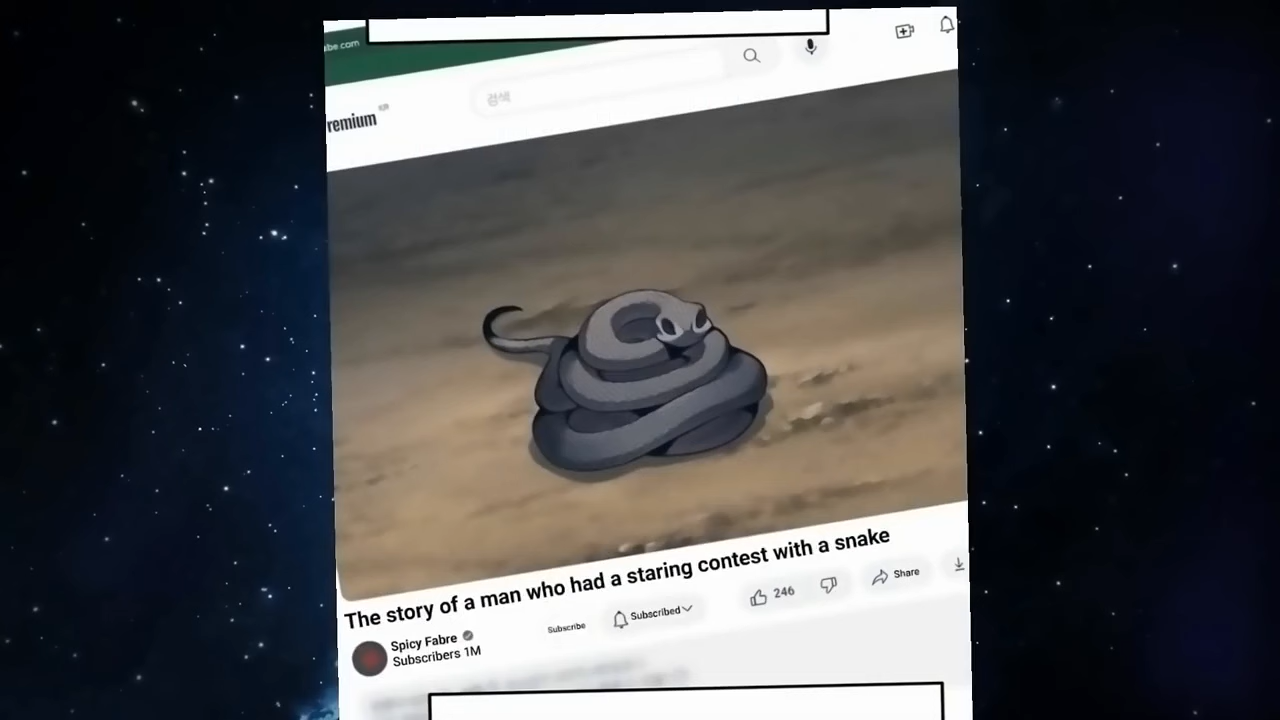 abe.com
remium KR
검색
The story of a man who had a staring contest with a snake
Spicy Fabre
Subscribers 1M
Subscribe
Subscribed
246
Share